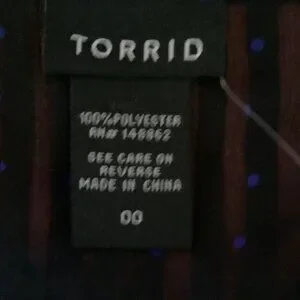 TORRID
100% POLYESTER
RN# 148862
SEE CARE ON
REVERSE
MADE IN CHINA
00